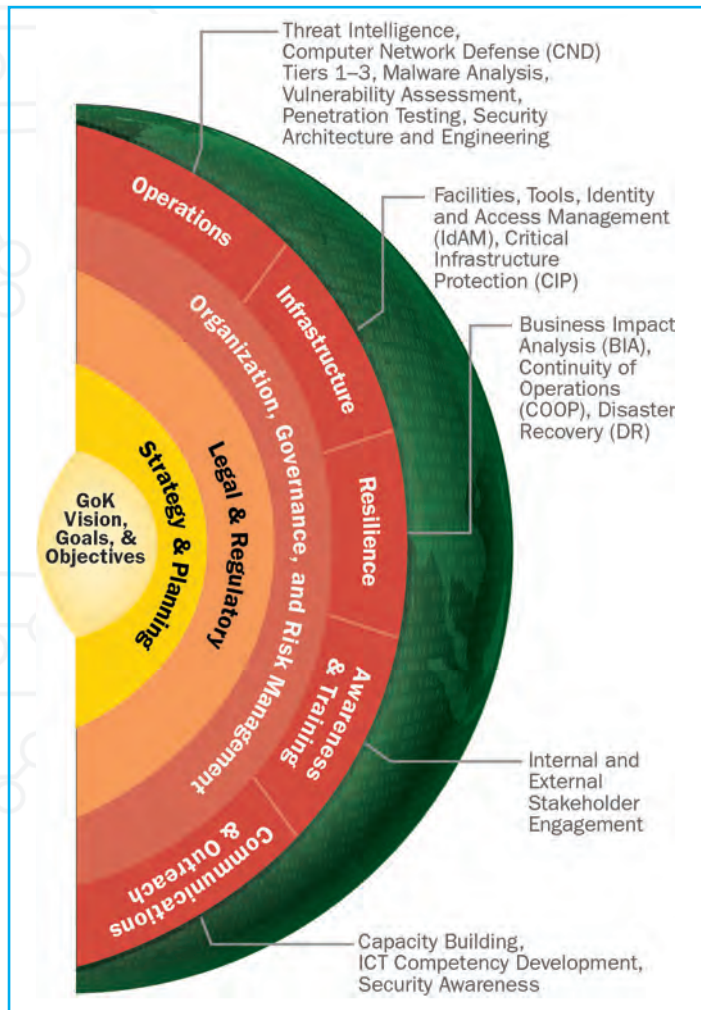 Threat Intelligence,
Computer Network Defense (CND)
Tiers 1–3, Malware Analysis,
Vulnerability Assessment,
Penetration Testing, Security
Architecture and Engineering
Facilities, Tools, Identity
and Access Management
(IdAM), Critical
Infrastructure
Protection (CIP)
Business Impact
Analysis (BIA),
Continuity of
Operations
(COOP), Disaster
Recovery (DR)
Internal and
External
Stakeholder
Engagement
Capacity Building,
ICT Competency Development,
Security Awareness
Operations
Infrastructure
Resilience
Awareness
& Training
Communications
& Outreach
Organization, Governance, and Risk Management
Legal & Regulatory
Strategy & Planning
GoK
Vision,
Goals, &
Objectives